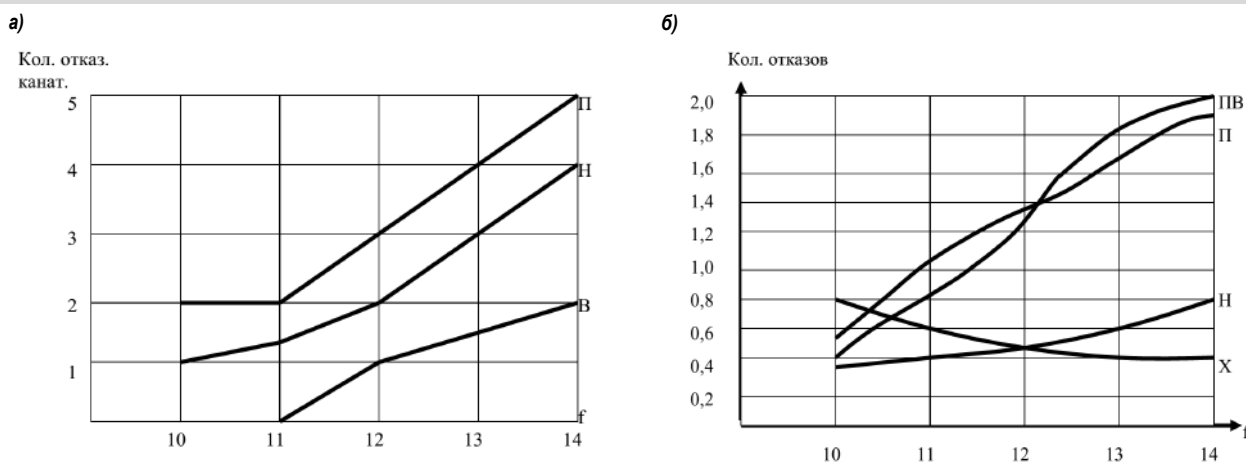 а)
Кол. отказ.
канат.
5
4
3
2
1
П
Н
В
f
10 11 12 13 14
б)
Кол. отказов
2,0
1,8
1,6
1,4
1,2
1,0
0,8
0,6
0,4
0,2
ПВ
П
Н
Х
f
10 11 12 13 14